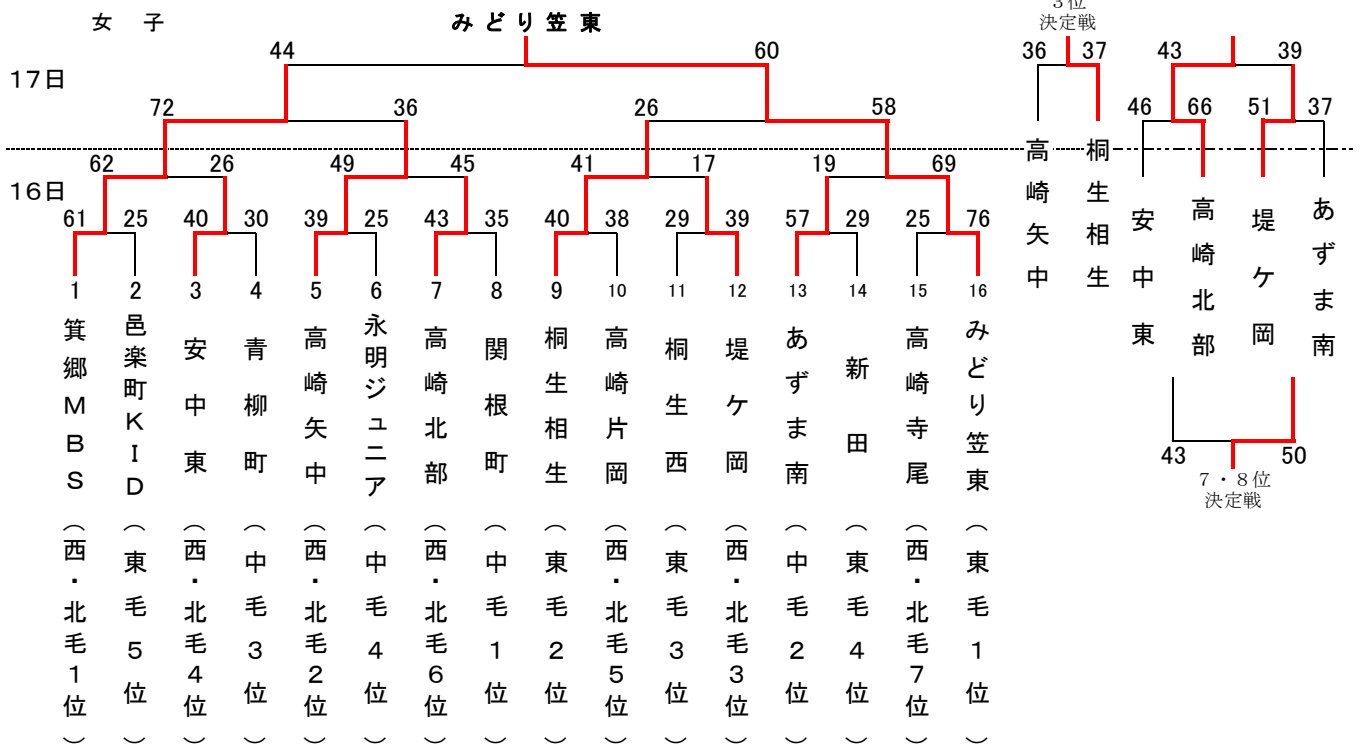 女 子
みどり笠東
3位
決定戦
44 60
36 37
43 39
17日
72 36 26 58
46 66 51 37
62 26 49 45 41 17 19 69
16日
61 25 40 30 39 25 43 35 40 38 29 39 57 29 25 76
1 2 3 4 5 6 7 8 9 10 11 12 13 14 15 16
箕郷MBS（西・北毛1位）
邑楽町KID（東毛5位）
安中東（西・北毛4位）
青柳町（中毛3位）
高崎矢中（西・北毛2位）
永明ジュニア（中毛4位）
高崎北部（西・北毛6位）
関根町（中毛1位）
桐生相生（東毛2位）
高崎片岡（西・北毛5位）
桐生西（東毛3位）
堤ケ岡（西・北毛3位）
あずま南（中毛2位）
新田（東毛4位）
高崎寺尾（西・北毛7位）
みどり笠東（東毛1位）
高崎矢中
桐生相生
安中東
高崎北部
堤ケ岡
あずま南
43 50
7・8位
決定戦